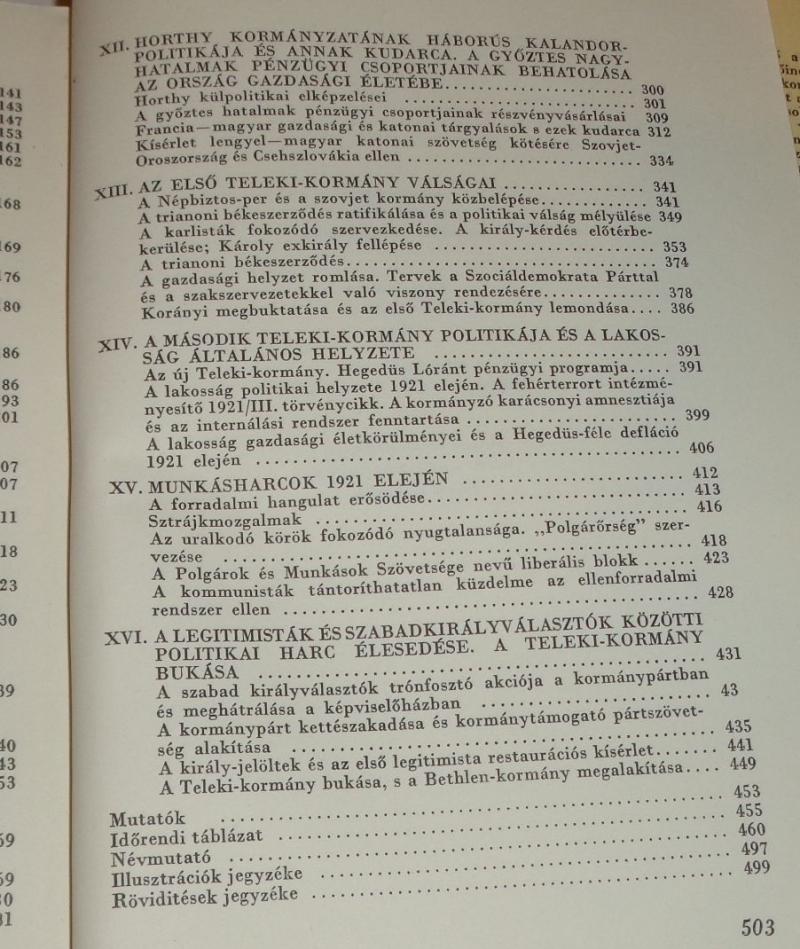 XII. HORTHY KORMÁNYZATÁNAK HÁBORÚS KALANDOR-
POLITIKÁJA ÉS ANNAK KUDARCA. A GYŐZTES NAGY-
HATALMAK PÉNZÜGYI CSOPORTJAINAK BEHATOLÁSA
AZ ORSZÁG GAZDASÁGI ÉLETÉBE 300
Horthy külpolitikai elképzelései 301
A győztes hatalmak pénzügyi csoportjainak részvényvásárlásai 309
Francia—magyar gazdasági és katonai tárgyalások s ezek kudarca 312
Kísérlet lengyel—magyar katonai szövetség kötésére Szovjet-
Oroszország és Csehszlovákia ellen 334
XIII. AZ ELSŐ TELEKI-KORMÁNY VÁLSÁGAI 341
A Népbiztos-per és a szovjet kormány közbelépése 341
A trianoni békeszerződés ratifikálása és a politikai válság mélyülése 349
A karlisták fokozódó szervezkedése. A király-kérdés előtérbe-
kerülése; Károly exkirály fellépése 353
A trianoni békeszerződés 374
A gazdasági helyzet romlása. Tervek a Szociáldemokrata Párttal
és a szakszervezetekkel való viszony rendezésére 378
Korányi megbuktatása és az első Teleki-kormány lemondása 386
XIV. A MÁSODIK TELEKI-KORMÁNY POLITIKÁJA ÉS A LAKOS-
SÁG ÁLTALÁNOS HELYZETE 391
Az új Teleki-kormány. Hegedüs Lóránt pénzügyi programja 391
A lakosság politikai helyzete 1921 elején. A fehérterrort intézmé-
nyesítő 1921/III. törvénycikk. A kormányzó karácsonyi amnesztiája
és az internálási rendszer fenntartása 399
A lakosság gazdasági életkörülményei és a Hegedüs-féle defláció
1921 elején 406
XV. MUNKÁSHARCOK 1921 ELEJÉN 412
A forradalmi hangulat erősödése 413
Sztrájkmozgalmak 416
Az uralkodó körök fokozódó nyugtalansága. „Polgárőrség” szer-
vezése 418
A Polgárok és Munkások Szövetsége nevű liberális blokk 423
A kommunisták tántoríthatatlan küzdelme az ellenforradalmi
rendszer ellen 428
XVI. A LEGITIMISTÁK ÉS SZABADKIRÁLYVÁLASZTÓK KÖZÖTTI
POLITIKAI HARC ÉLESEDÉSE. A TELEKI-KORMÁNY
BUKÁSA 431
A szabad királyválasztók trónfosztó akciója a kormánypártban
és meghátrálása a képviselőházban 43
A kormánypárt kettészakadása és kormánytámogató pártszövet-
ség alakítása 435
A király-jelöltek és az első legitimista restaurációs kísérlet 441
A Teleki-kormány bukása, s a Bethlen-kormány megalakítása 449
Mutatók 453
Időrendi táblázat 455
Névmutató 460
Illusztrációk jegyzéke 497
Röviditések jegyzéke 499
503